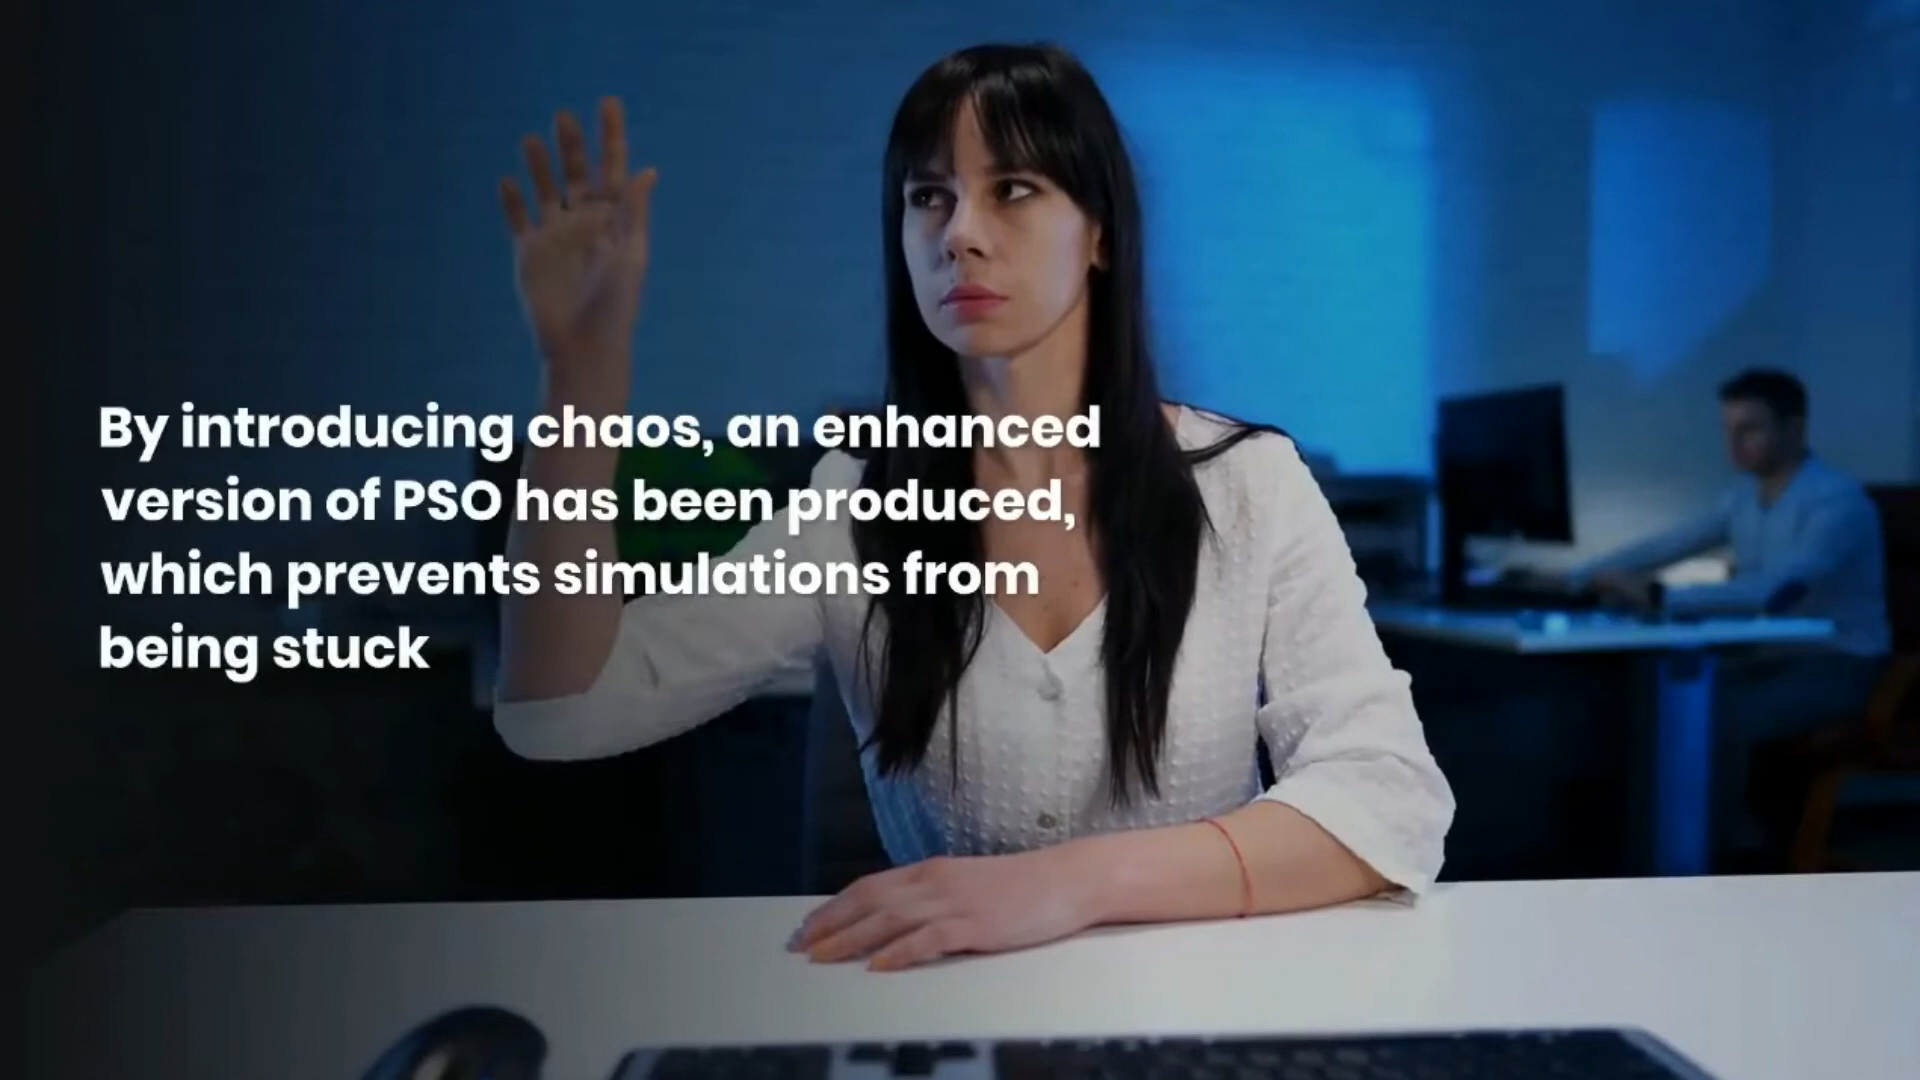 By introducing chaos, an enhanced
version of PSO has been produced,
which prevents simulations from
being stuck